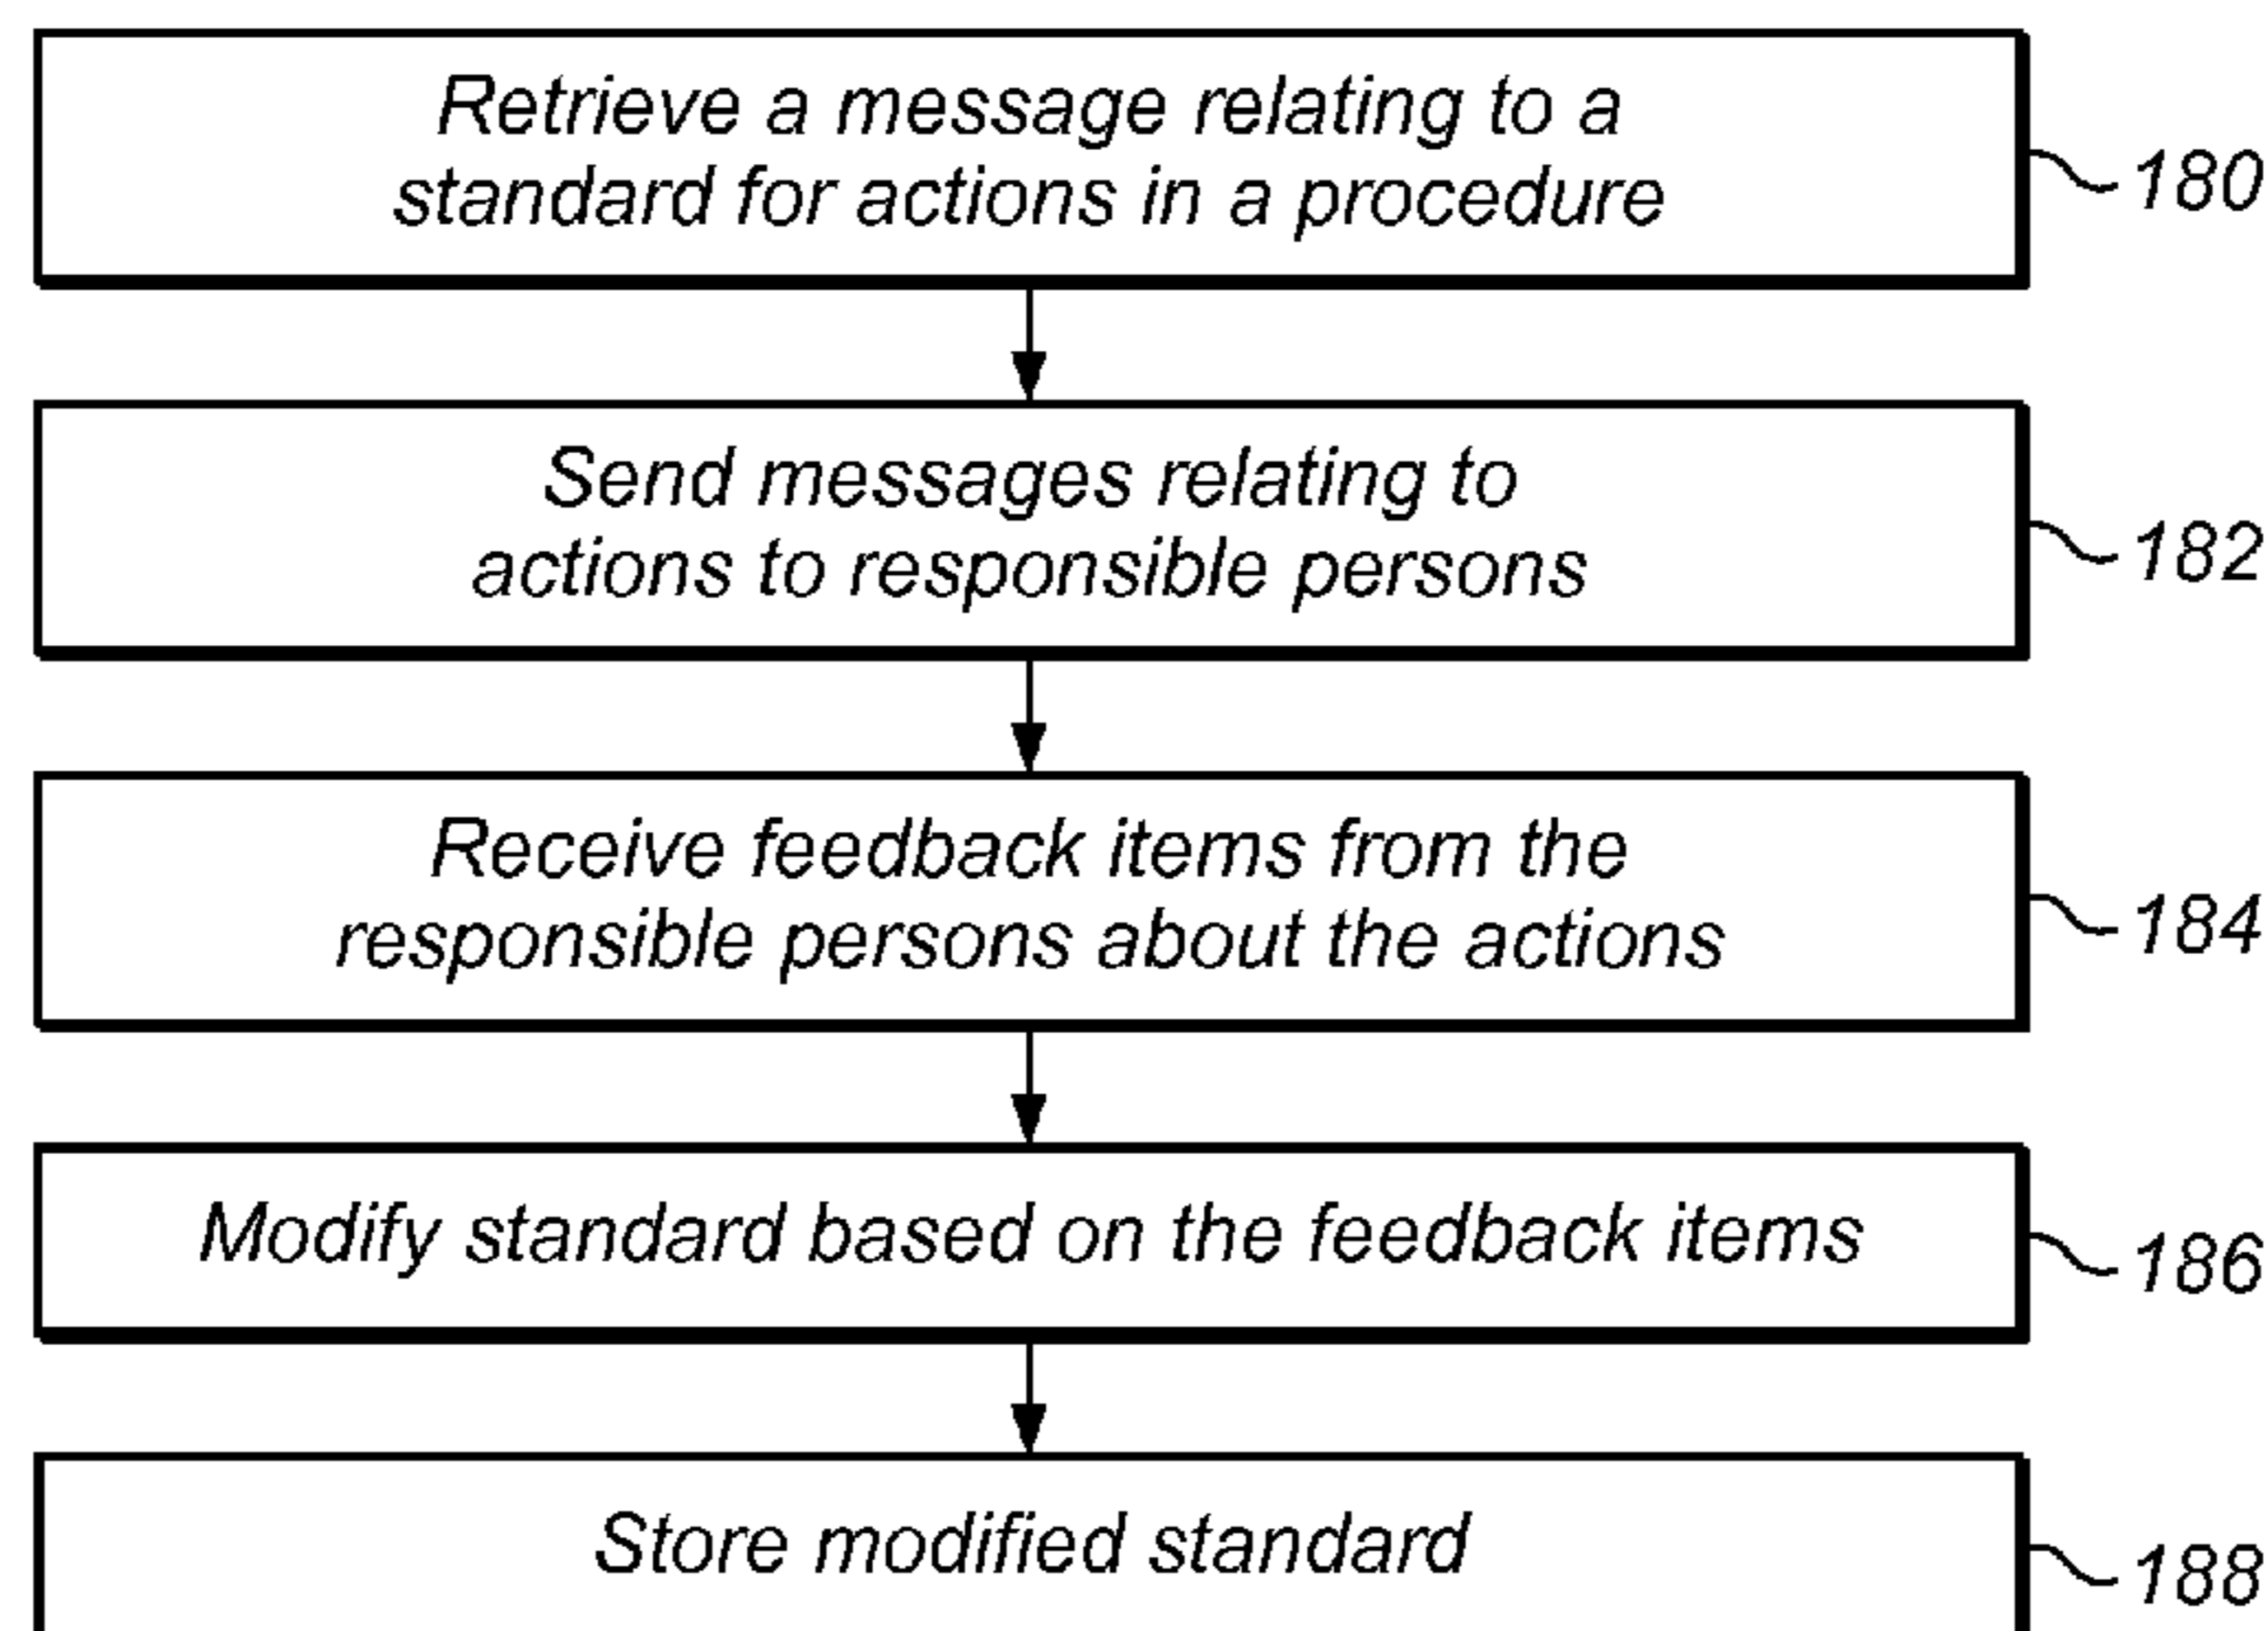 Retrieve a message relating to a
standard for actions in a procedure
180
Send messages relating to
actions to responsible persons
182
Receive feedback items from the
responsible persons about the actions
184
Modify standard based on the feedback items
186
Store modified standard
188